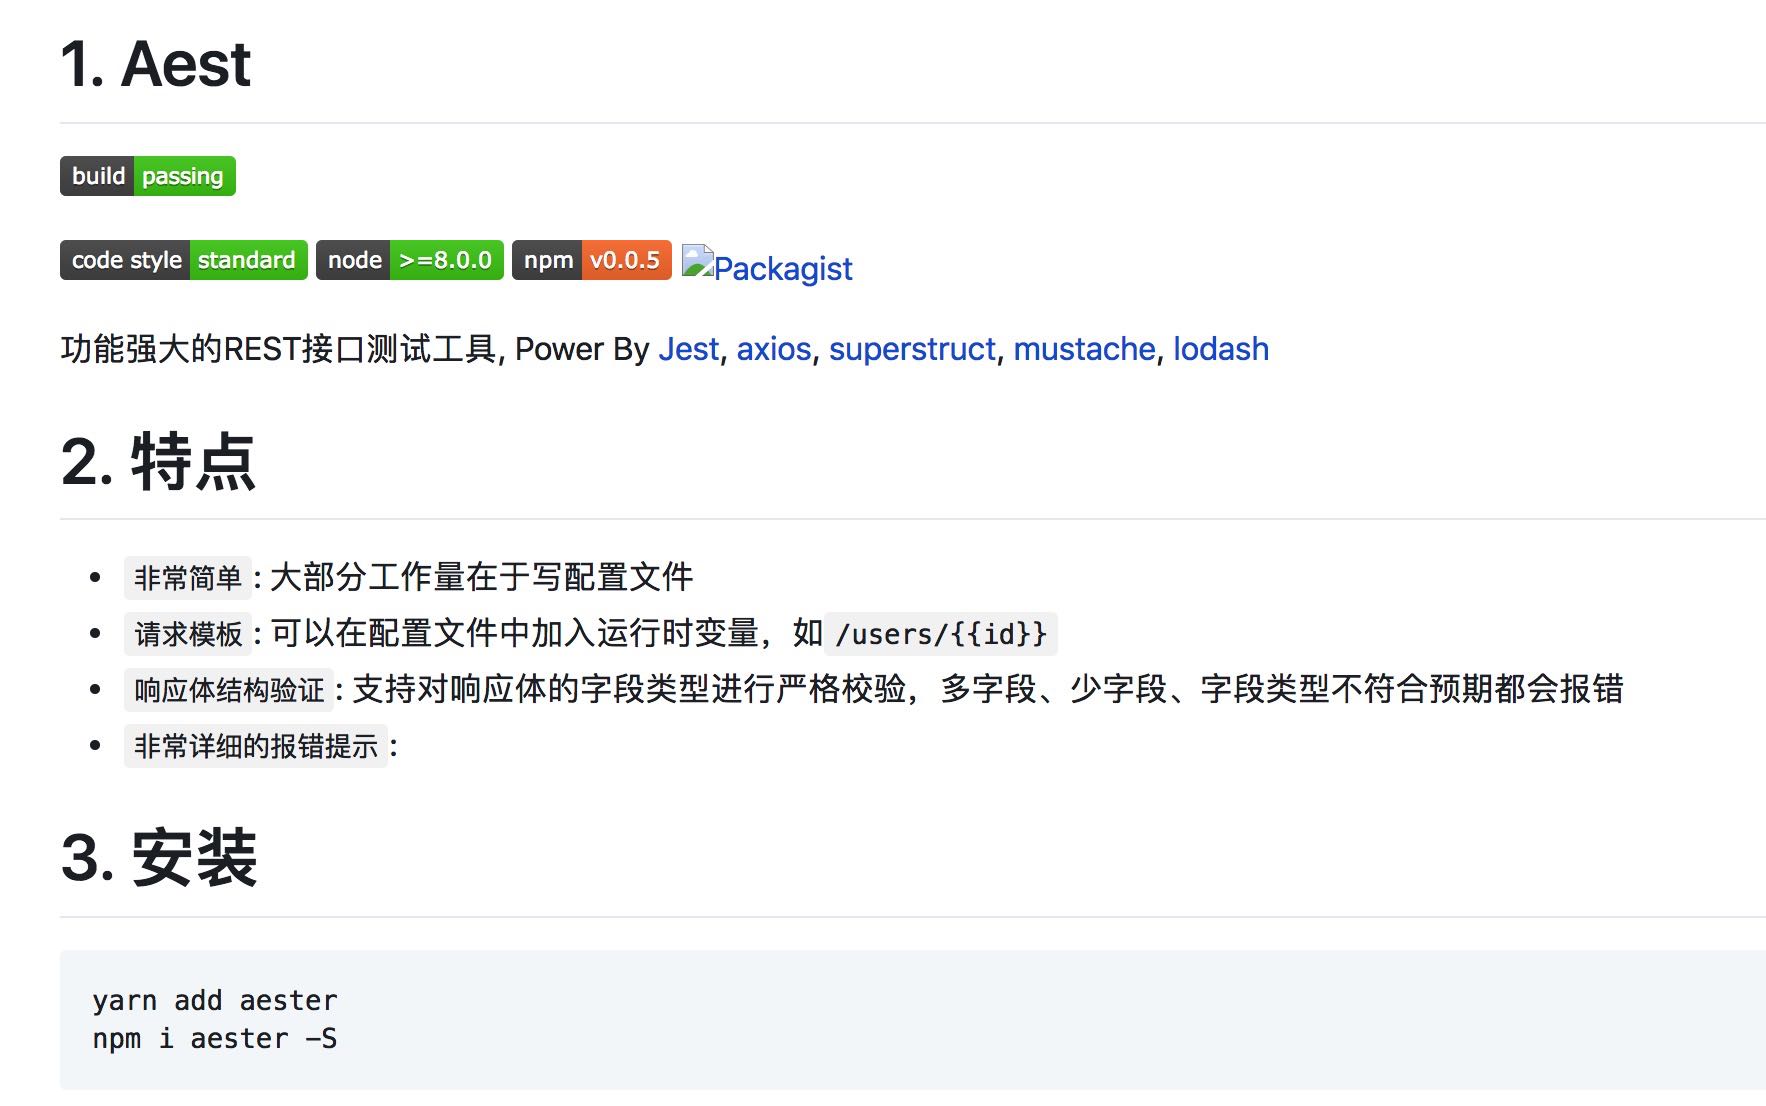 1. Aest
build passing
code style standard node >=8.0.0 npm v0.0.5 Packagist
功能强大的REST接口测试工具, Power By Jest, axios, superstruct, mustache, lodash
2. 特点
• 非常简单: 大部分工作量在于写配置文件
• 请求模板: 可以在配置文件中加入运行时变量，如 /users/{{id}}
• 响应体结构验证: 支持对响应体的字段类型进行严格校验，多字段、少字段、字段类型不符合预期都会报错
• 非常详细的报错提示:
3. 安装
yarn add aester
npm i aester -S